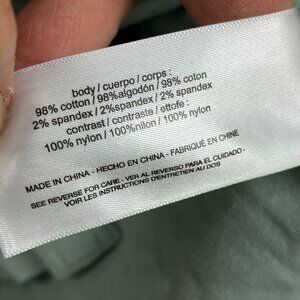 body / cuerpo / corps :
98% cotton / 98%algodón / 98% coton
2% spandex / 2%spandex / 2% spandex
contrast / contraste / ettofe :
100% nylon / 100%nilon / 100% nylon
MADE IN CHINA - HECHO EN CHINA - FABRIQUÉ EN CHINE
SEE REVERSE FOR CARE - VER AL REVERSO PARA EL CUIDADO -
VOIR LES INSTRUCTIONS D'ENTRETIEN AU DOS